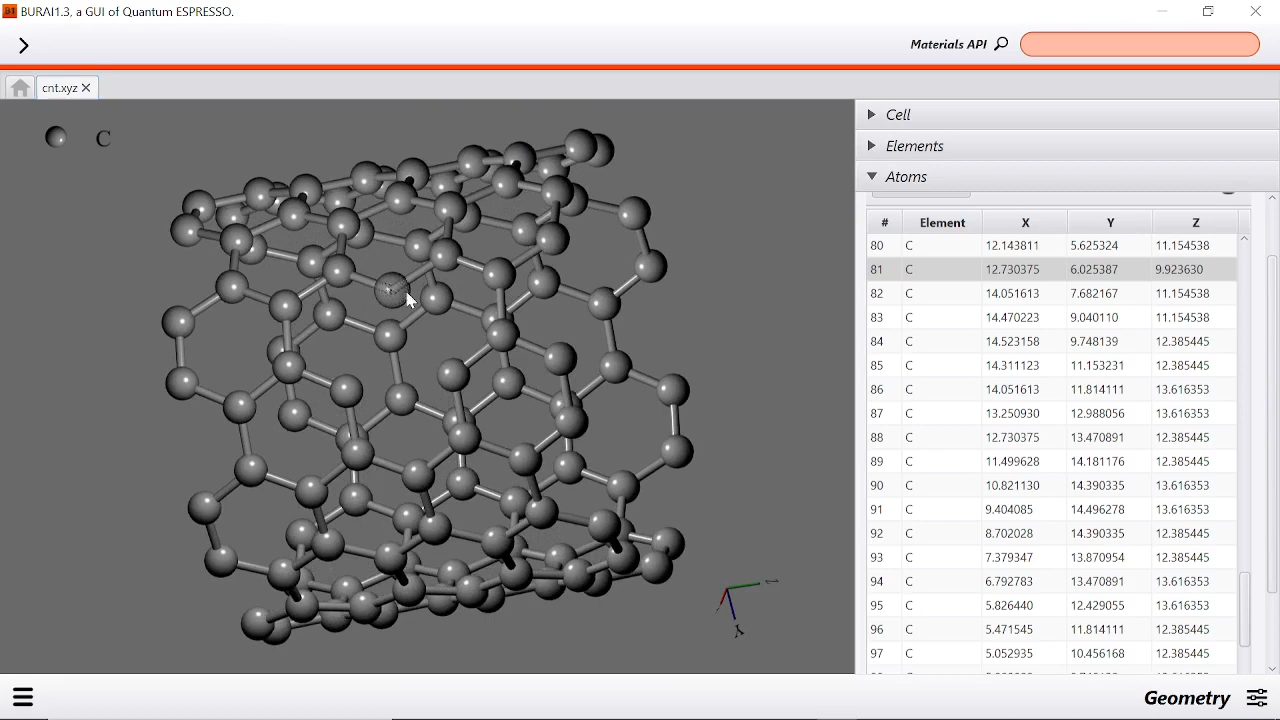 BURAI1.3, a GUI of Quantum ESPRESSO.
Materials API
cnt.xyz
C
Cell
Elements
Atoms
# Element X Y Z
80 C 12.143811 5.625324 11.154538
81 C 12.730375 6.025387 9.923630
82 C 14.051613 7.682167 11.154538
83 C 14.470223 9.040110 11.154538
84 C 14.523158 9.748139 12.385445
85 C 14.311123 11.153231 12.385445
86 C 14.051613 11.814111 13.616353
87 C 13.250930 12.988056 13.616353
88 C 12.730375 13.470891 12.385445
89 C 11.499628 14.181176 12.385445
90 C 10.821130 14.390335 13.616353
91 C 9.404085 14.496278 13.616353
92 C 8.702028 14.390335 12.385445
93 C 7.379347 13.870954 12.385445
94 C 6.792783 13.470891 13.616353
95 C 5.826440 12.429055 13.616353
96 C 5.471545 11.814111 12.385445
97 C 5.052935 10.456168 12.385445
Geometry